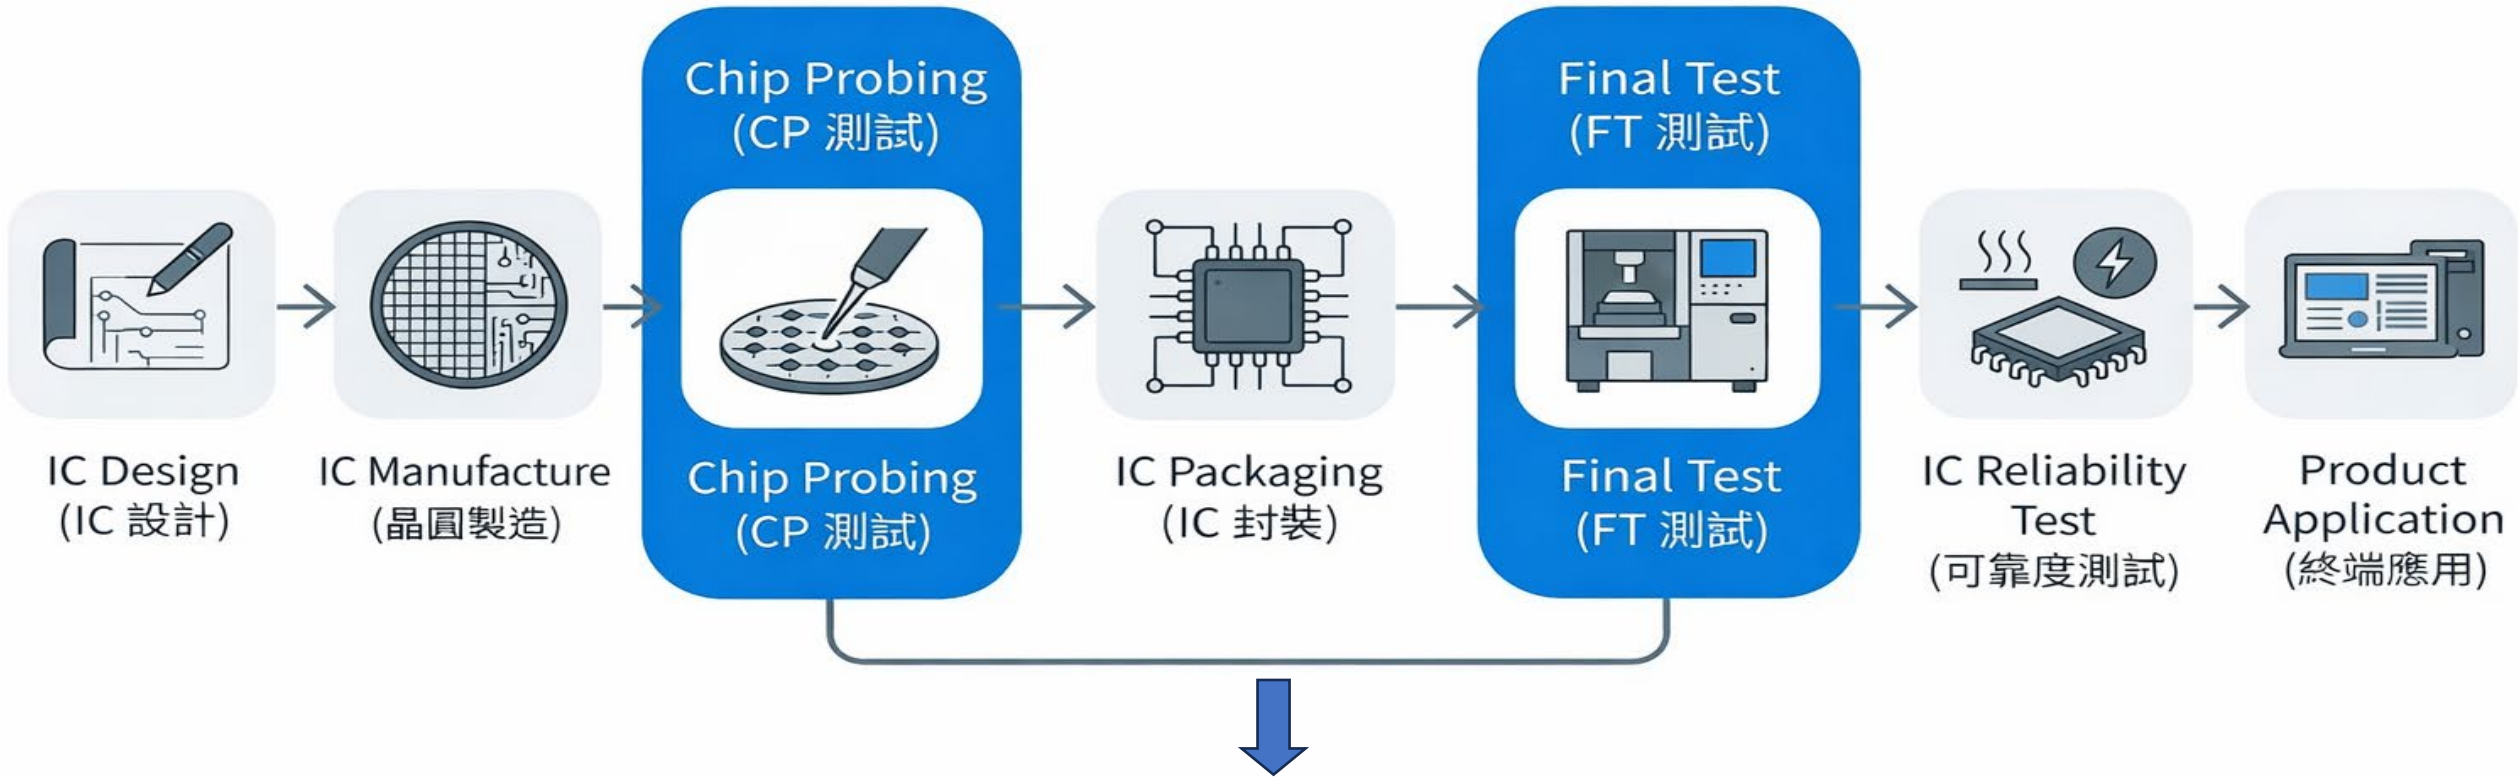 Chip Probing
(CP 測試)
Final Test
(FT 測試)
IC Design
(IC 設計)
IC Manufacture
(晶圓製造)
Chip Probing
(CP 測試)
IC Packaging
(IC 封裝)
Final Test
(FT 測試)
IC Reliability
Test
(可靠度測試)
Product
Application
(終端應用)